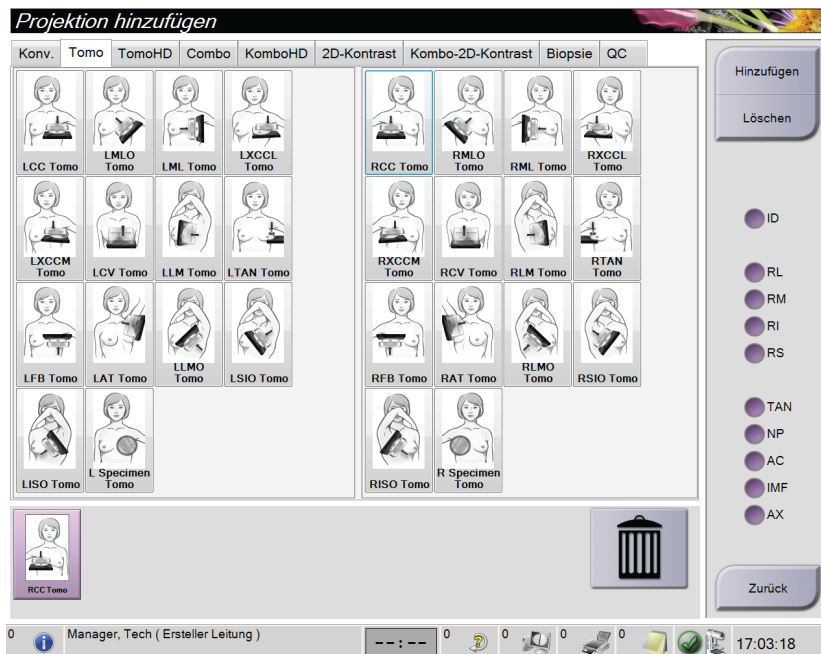 Projektion hinzufügen
Konv. Tomo TomoHD Combo KomboHD 2D-Kontrast Kombo-2D-Kontrast Biopsie QC
LCC Tomo
LMLO
Tomo
LML Tomo
LXCCL
Tomo
RCC Tomo
RMLO
Tomo
RML Tomo
RXCCL
Tomo
LXCCM
Tomo
LCV Tomo
LLM Tomo
LTAN Tomo
RXCCM
Tomo
RCV Tomo
RLM Tomo
RTAN
Tomo
LFB Tomo
LAT Tomo
LLMO
Tomo
LSIO Tomo
RFB Tomo
RAT Tomo
RLMO
Tomo
RSIO Tomo
LISO Tomo
L Specimen
Tomo
RISO Tomo
R Specimen
Tomo
RCC Tomo
Hinzufügen
Löschen
ID
RL
RM
RI
RS
TAN
NP
AC
IMF
AX
Zurück
0 Manager, Tech ( Ersteller Leitung ) --:-- 0 0 0 0 17:03:18